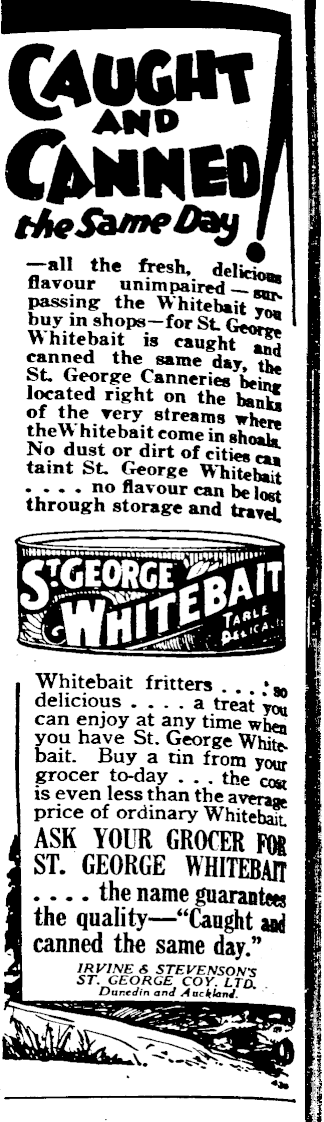 CAUGHT
AND
CANNED
the Same Day!
—all the fresh, delicious
flavour unimpaired—sur-
passing the Whitebait you
buy in shops—for St. George
Whitebait is caught and
canned the same day, the
St. George Canneries being
located right on the banks
of the very streams where
the Whitebait come in shoals.
No dust or dirt of cities can
taint St. George Whitebait
. . . . no flavour can be lost
through storage and travel.
ST. GEORGE
WHITEBAIT
TABLE
Whitebait fritters . . . . so
delicious . . . . a treat you
can enjoy at any time when
you have St. George White-
bait. Buy a tin from your
grocer to-day . . . the cost
is even less than the average
price of ordinary Whitebait.
ASK YOUR GROCER FOR
ST. GEORGE WHITEBAIT
. . . . the name guarantees
the quality—"Caught and
canned the same day."
IRVINE & STEVENSON'S
ST. GEORGE COY. LTD.
Dunedin and Auckland.